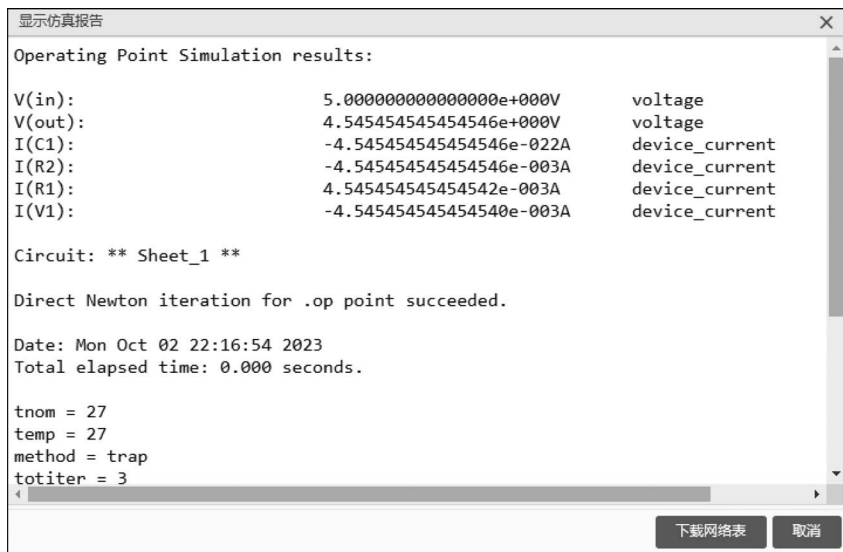 显示仿真报告
Operating Point Simulation results:
V(in): 5.000000000000000e+000V voltage
V(out): 4.545454545454546e+000V voltage
I(C1): -4.545454545454546e-022A device_current
I(R2): -4.545454545454546e-003A device_current
I(R1): 4.545454545454542e-003A device_current
I(V1): -4.545454545454540e-003A device_current
Circuit: ** Sheet_1 **
Direct Newton iteration for .op point succeeded.
Date: Mon Oct 02 22:16:54 2023
Total elapsed time: 0.000 seconds.
tnom = 27
temp = 27
method = trap
totiter = 3
下载网络表 取消